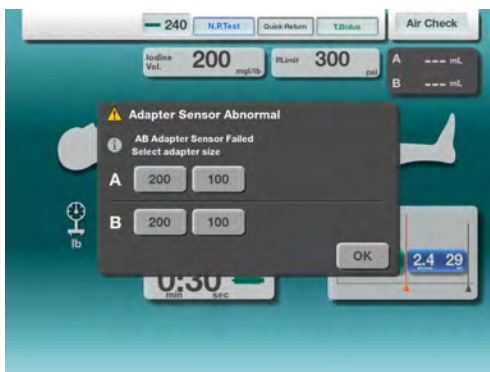 240 N.P.Test Quick Return T.Bolus Air Check
Iodine Vol. 200 mgI/lb P.Limit 300 psi
A --- mL
B --- mL
Adapter Sensor Abnormal
AB Adapter Sensor Failed
Select adapter size
A 200 100
B 200 100
lb
OK
2.4 29
0:30
min sec